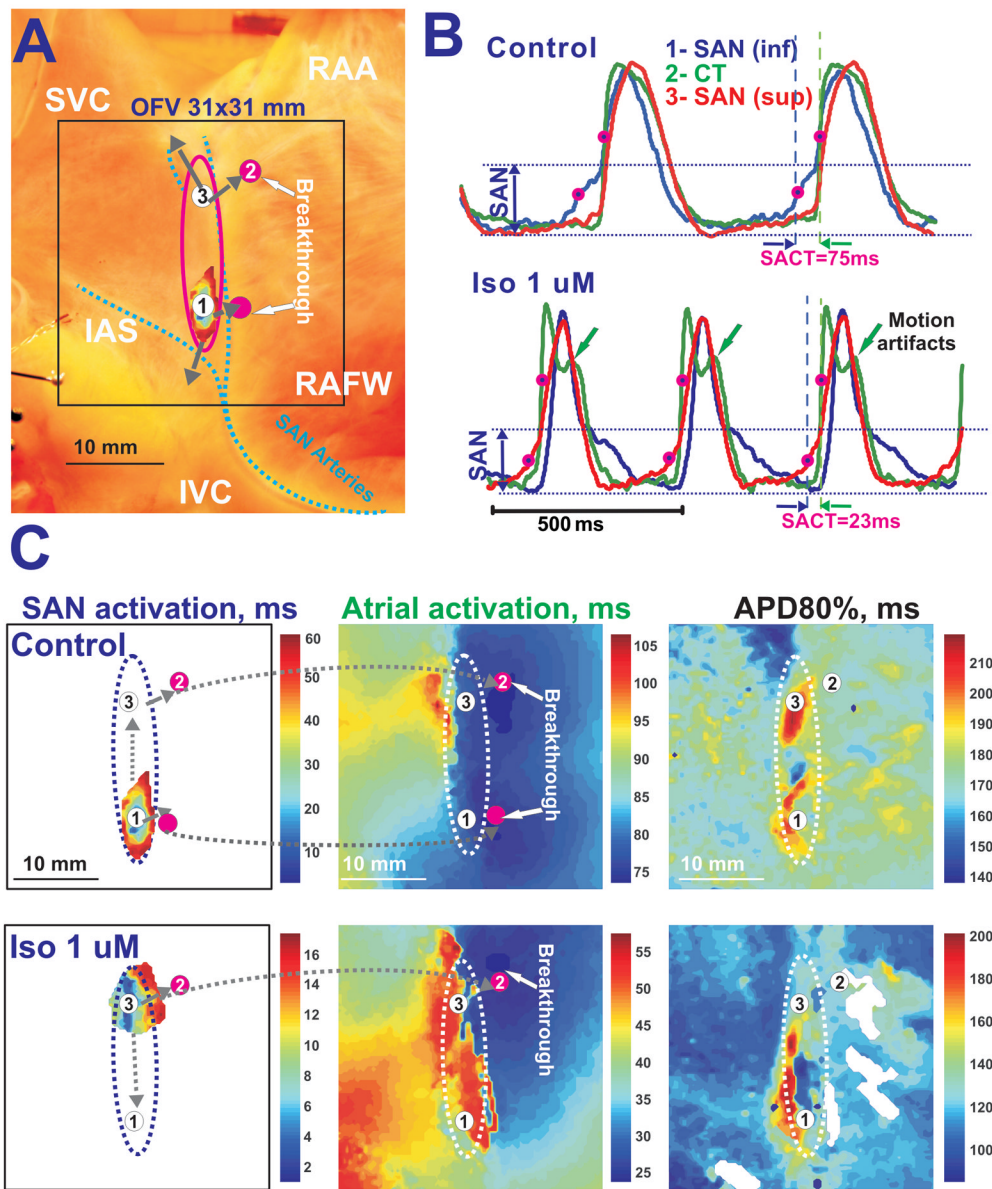 A
RAA
SVC
OFV 31x31 mm
2
3
Breakthrough
1
IAS
RAFW
SAN Arteries
10 mm
IVC
B
Control
1- SAN (inf)
2- CT
3- SAN (sup)
SAN
SACT=75ms
Iso 1 uM
Motion
artifacts
SAN
SACT=23ms
500 ms
C
SAN activation, ms
Atrial activation, ms
APD80%, ms
Control
2
3
1
10 mm
60
50
40
30
20
10
2
3
Breakthrough
1
10 mm
105
100
95
90
85
80
75
2
3
1
10 mm
210
200
190
180
170
160
150
140
Iso 1 uM
2
3
1
16
14
12
10
8
6
4
2
2
3
Breakthrough
1
55
50
45
40
35
30
25
2
3
1
200
180
160
140
120
100